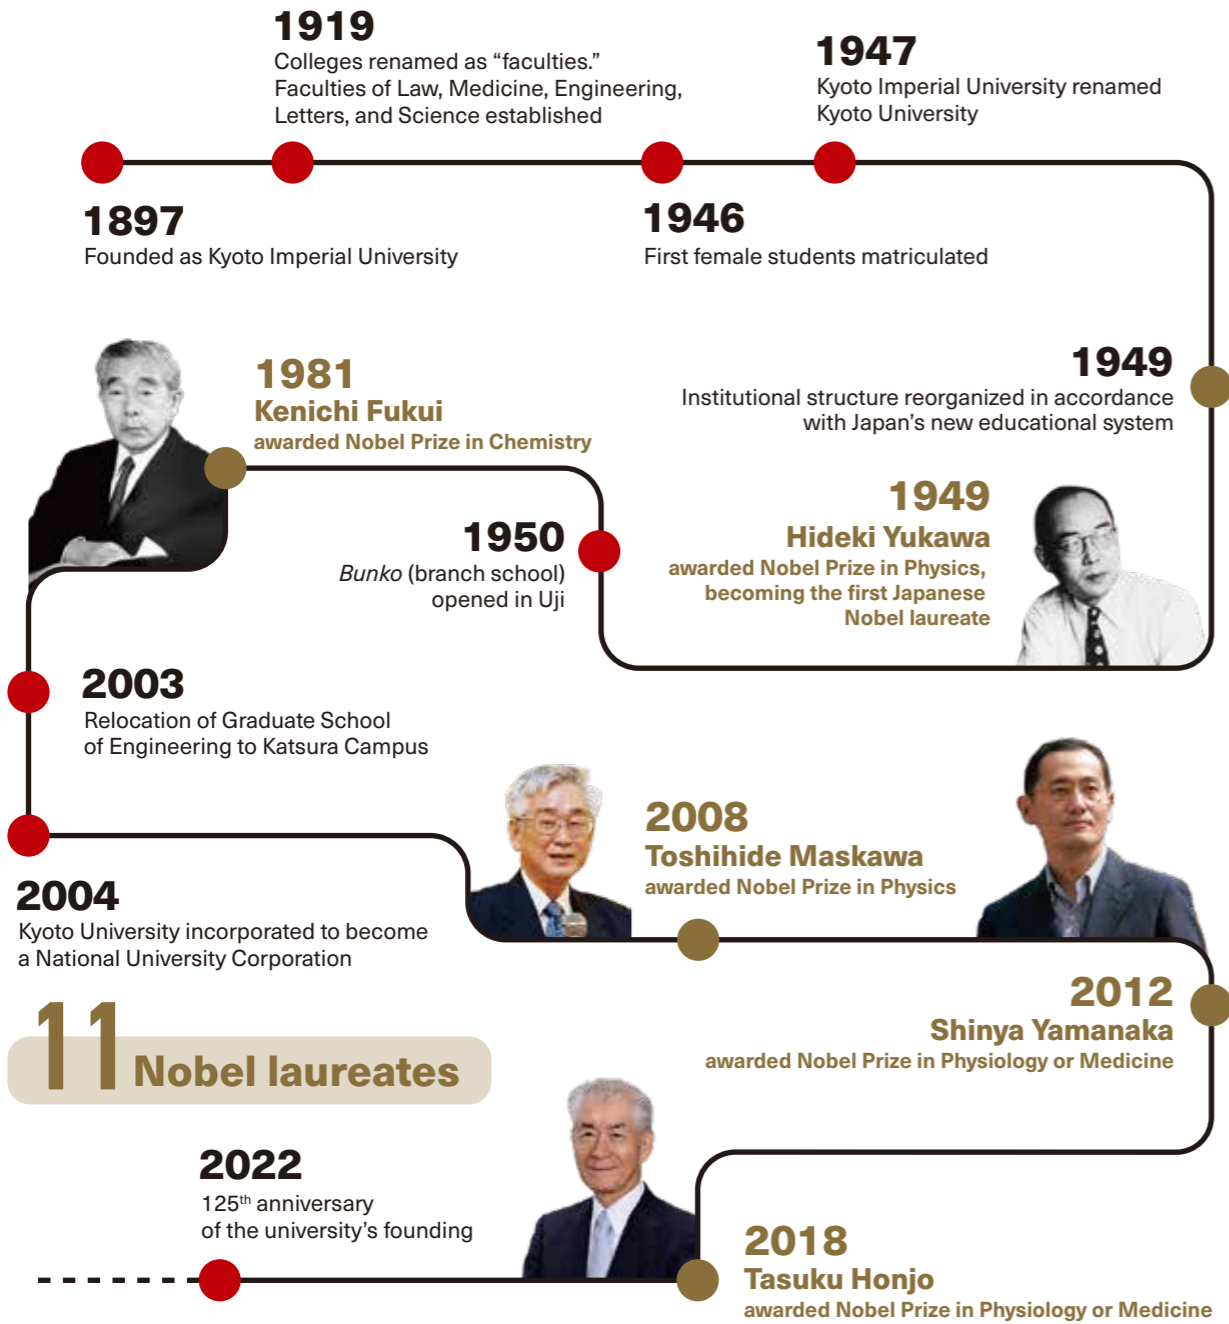 1919
Colleges renamed as “faculties.”
Faculties of Law, Medicine, Engineering,
Letters, and Science established
1947
Kyoto Imperial University renamed
Kyoto University
1897
Founded as Kyoto Imperial University
1946
First female students matriculated
1949
Institutional structure reorganized in accordance
with Japan’s new educational system
1949
Hideki Yukawa
awarded Nobel Prize in Physics,
becoming the first Japanese
Nobel laureate
1950
Bunko (branch school)
opened in Uji
1981
Kenichi Fukui
awarded Nobel Prize in Chemistry
2003
Relocation of Graduate School
of Engineering to Katsura Campus
2004
Kyoto University incorporated to become
a National University Corporation
2008
Toshihide Maskawa
awarded Nobel Prize in Physics
2012
Shinya Yamanaka
awarded Nobel Prize in Physiology or Medicine
11 Nobel laureates
2018
Tasuku Honjo
awarded Nobel Prize in Physiology or Medicine
2022
125th anniversary
of the university’s founding